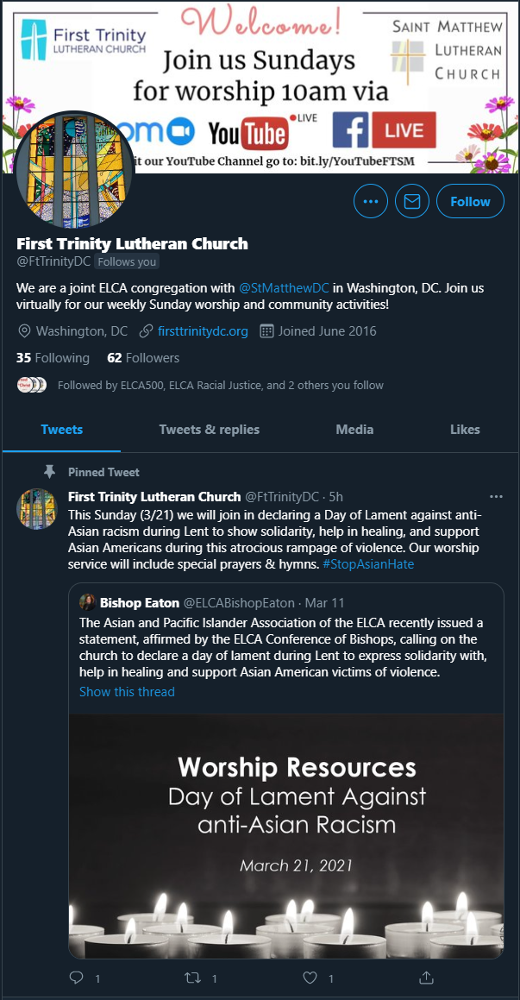 First Trinity
LUTHERAN CHURCH
Welcome!
SAINT MATTHEW
LUTHERAN
CHURCH
Join us Sundays
for worship 10am via
om
YouTube LIVE
f LIVE
it our YouTube Channel go to: bit.ly/YouTubeFTSM
Follow
First Trinity Lutheran Church
@FtTrinityDC Follows you
We are a joint ELCA congregation with @StMatthewDC in Washington, DC. Join us
virtually for our weekly Sunday worship and community activities!
Washington, DC firsttrinitydc.org Joined June 2016
35 Following 62 Followers
Followed by ELCA500, ELCA Racial Justice, and 2 others you follow
Tweets Tweets & replies Media Likes
Pinned Tweet
First Trinity Lutheran Church @FtTrinityDC · 5h
This Sunday (3/21) we will join in declaring a Day of Lament against anti-
Asian racism during Lent to show solidarity, help in healing, and support
Asian Americans during this atrocious rampage of violence. Our worship
service will include special prayers & hymns. #StopAsianHate
Bishop Eaton @ELCABishopEaton · Mar 11
The Asian and Pacific Islander Association of the ELCA recently issued a
statement, affirmed by the ELCA Conference of Bishops, calling on the
church to declare a day of lament during Lent to express solidarity with,
help in healing and support Asian American victims of violence.
Show this thread
Worship Resources
Day of Lament Against
anti-Asian Racism
March 21, 2021
1 1 1